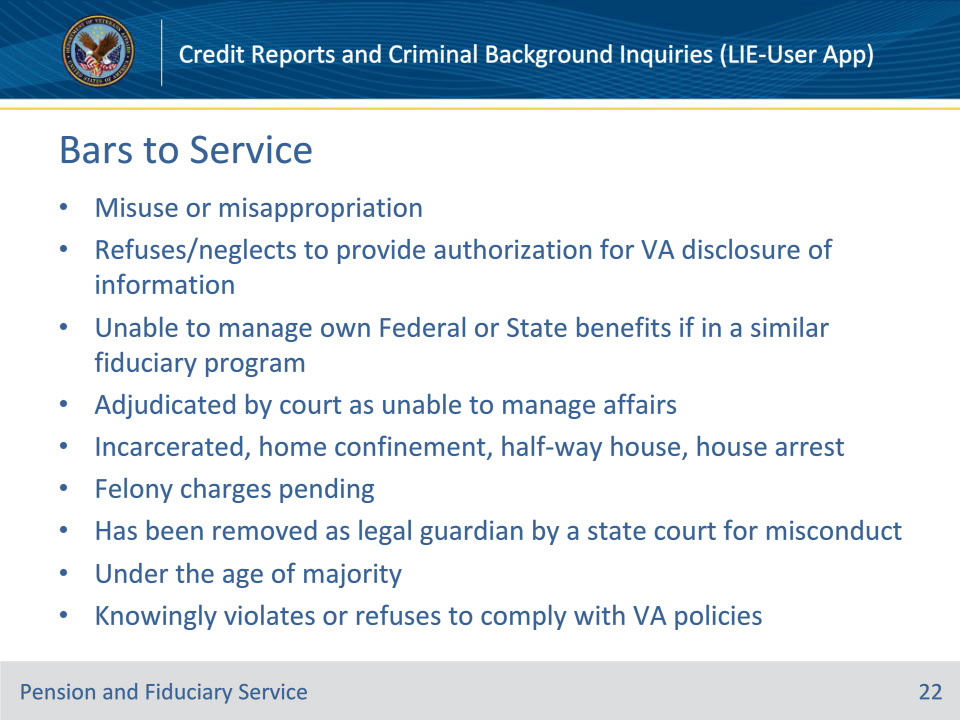 Credit Reports and Criminal Background Inquiries (LIE-User App)
Bars to Service
• Misuse or misappropriation
• Refuses/neglects to provide authorization for VA disclosure of
information
• Unable to manage own Federal or State benefits if in a similar
fiduciary program
• Adjudicated by court as unable to manage affairs
• Incarcerated, home confinement, half-way house, house arrest
• Felony charges pending
• Has been removed as legal guardian by a state court for misconduct
• Under the age of majority
• Knowingly violates or refuses to comply with VA policies
Pension and Fiduciary Service
22